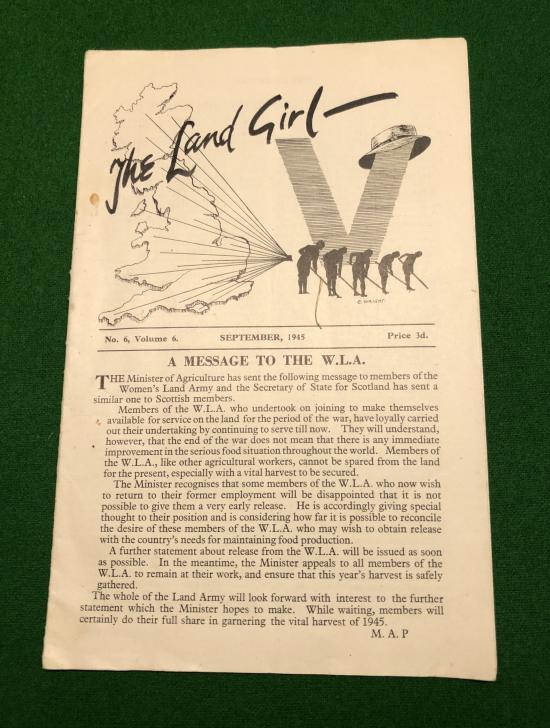 The Land Girl—
E WRIGHT.
No. 6, Volume 6. SEPTEMBER, 1945 Price 3d.
A MESSAGE TO THE W.L.A.
THE Minister of Agriculture has sent the following message to members of the
Women's Land Army and the Secretary of State for Scotland has sent a
similar one to Scottish members.
Members of the W.L.A. who undertook on joining to make themselves
available for service on the land for the period of the war, have loyally carried
out their undertaking by continuing to serve till now. They will understand,
however, that the end of the war does not mean that there is any immediate
improvement in the serious food situation throughout the world. Members of
the W.L.A., like other agricultural workers, cannot be spared from the land
for the present, especially with a vital harvest to be secured.
The Minister recognises that some members of the W.L.A. who now wish
to return to their former employment will be disappointed that it is not
possible to give them a very early release. He is accordingly giving special
thought to their position and is considering how far it is possible to reconcile
the desire of these members of the W.L.A. who may wish to obtain release
with the country's needs for maintaining food production.
A further statement about release from the W.L.A. will be issued as soon
as possible. In the meantime, the Minister appeals to all members of the
W.L.A. to remain at their work, and ensure that this year's harvest is safely
gathered.
The whole of the Land Army will look forward with interest to the further
statement which the Minister hopes to make. While waiting, members will
certainly do their full share in garnering the vital harvest of 1945.
M. A. P